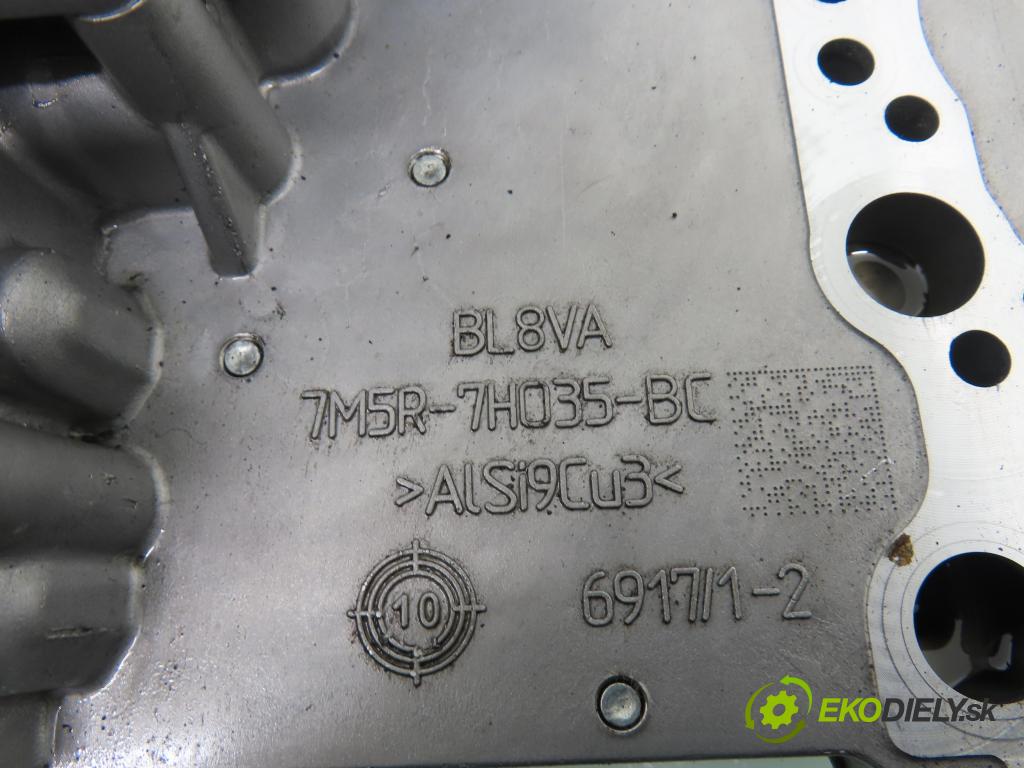 BL8VA
7M5R-7H035-BC
>AlSi9Cu3<
10
6917/1-2
EKODIELY.sk